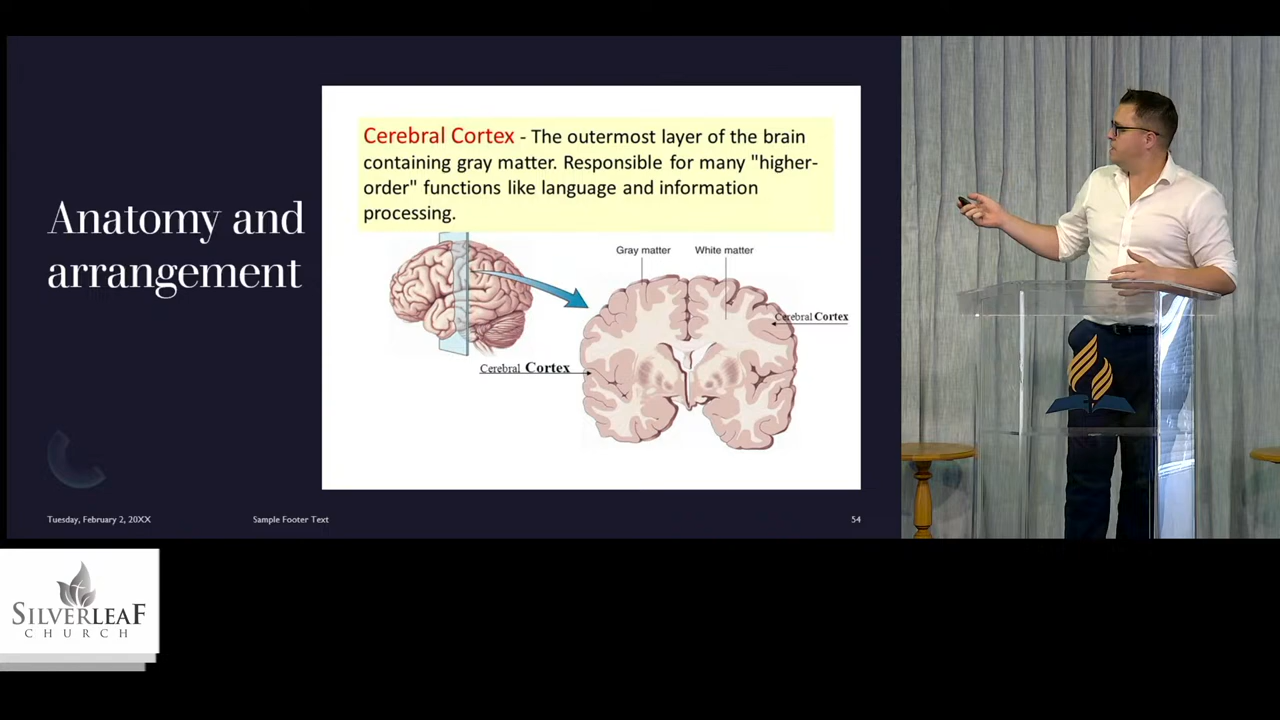 Anatomy and
arrangement
Cerebral Cortex - The outermost layer of the brain
containing gray matter. Responsible for many "higher-
order" functions like language and information
processing.
Gray matter
White matter
Cerebral Cortex
Cerebral Cortex
Tuesday, February 2, 20XX
Sample Footer Text
54
SILVERLEAF
CHURCH